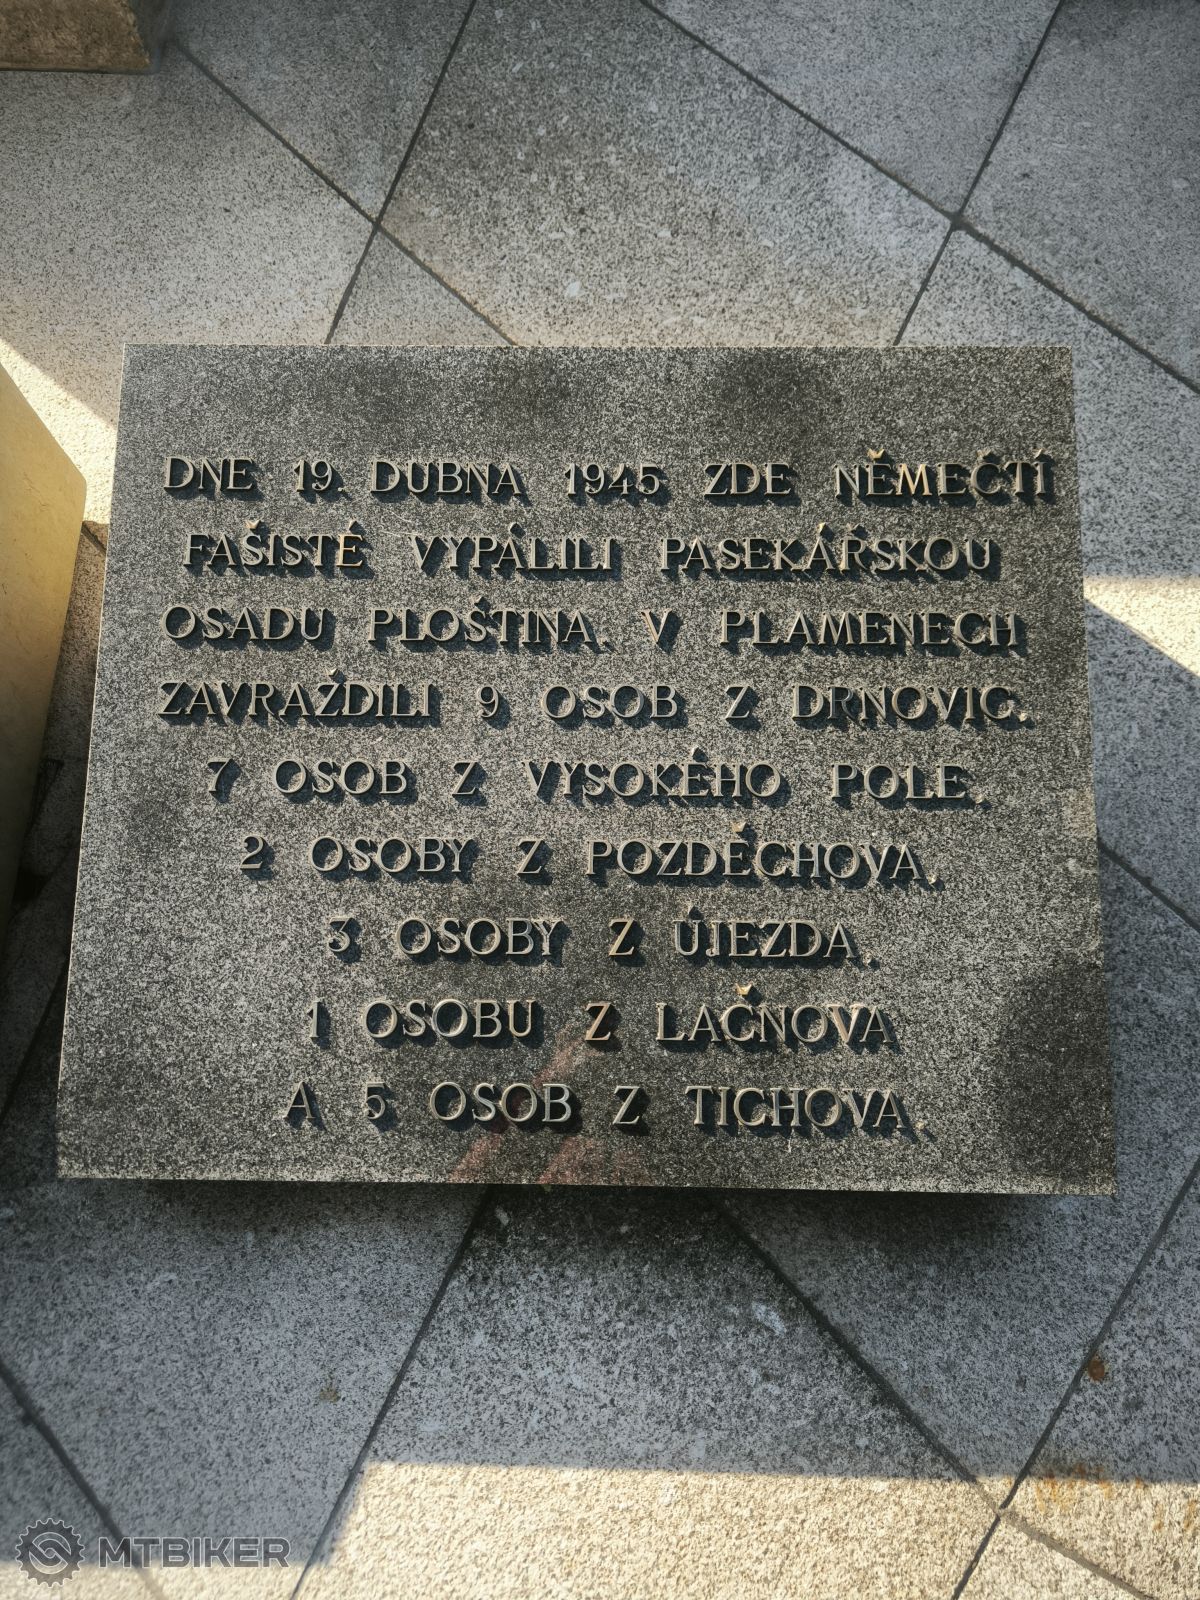 DNE 19. DUBNA 1945 ZDE NĚMEČTÍ
FAŠISTÉ VYPÁLILI PASEKÁŘSKOU
OSADU PLOŠTINA. V PLAMENECH
ZAVRAŽDILI 9 OSOB Z DRNOVIC,
7 OSOB Z VYSOKÉHO POLE,
2 OSOBY Z POZDĚCHOVA,
3 OSOBY Z ÚJEZDA,
1 OSOBU Z LAČNOVA
A 5 OSOB Z TICHOVA.
MTBIKER